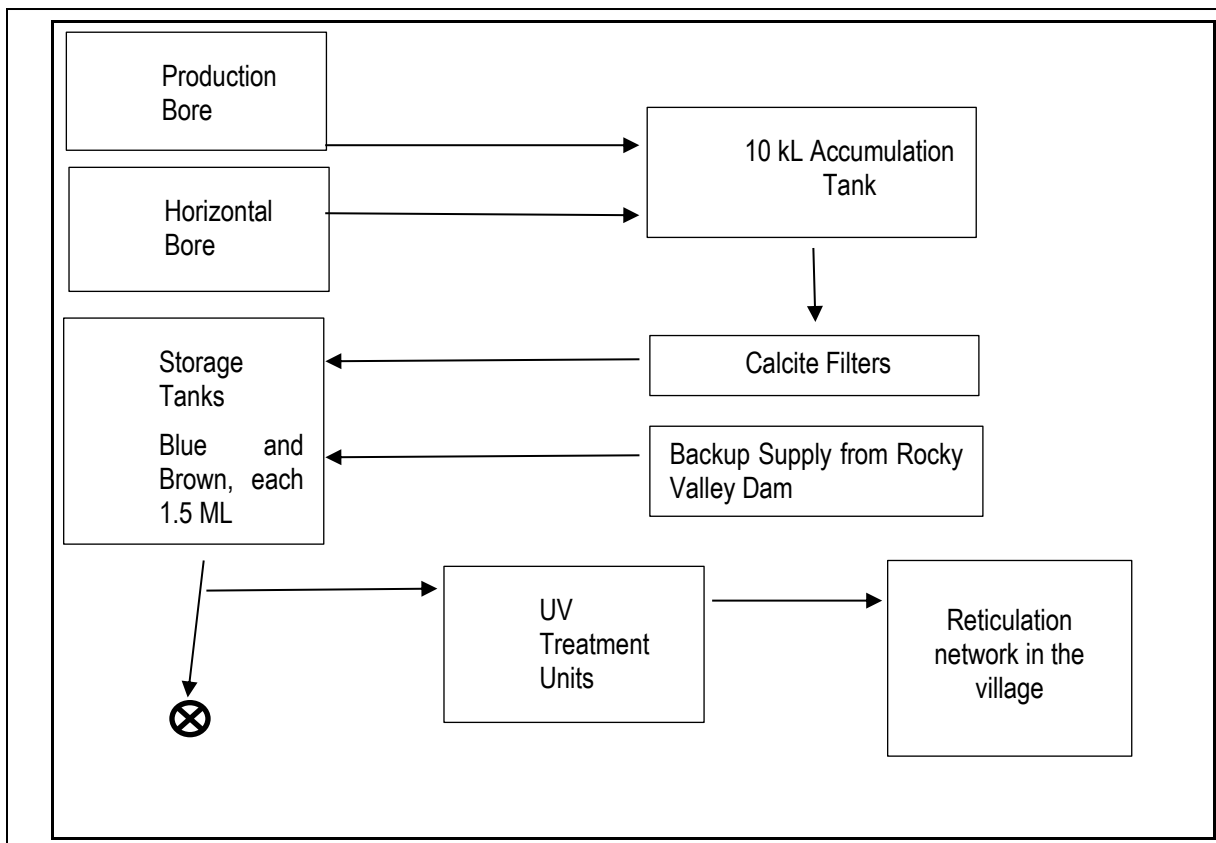 Production
Bore
10 kL Accumulation
Tank
Horizontal
Bore
Storage
Tanks
Blue and
Brown, each
1.5 ML
Calcite Filters
Backup Supply from Rocky
Valley Dam
UV
Treatment
Units
Reticulation
network in the
village